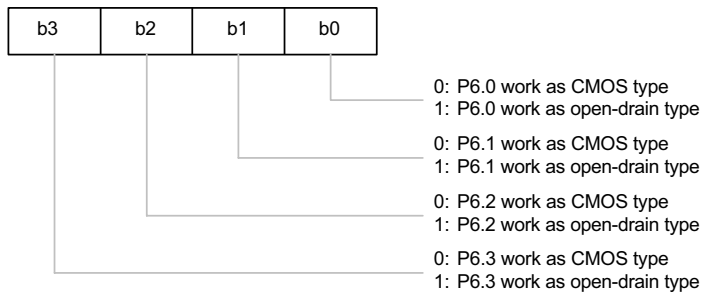 b3 b2 b1 b0
0: P6.0 work as CMOS type
1: P6.0 work as open-drain type
0: P6.1 work as CMOS type
1: P6.1 work as open-drain type
0: P6.2 work as CMOS type
1: P6.2 work as open-drain type
0: P6.3 work as CMOS type
1: P6.3 work as open-drain type